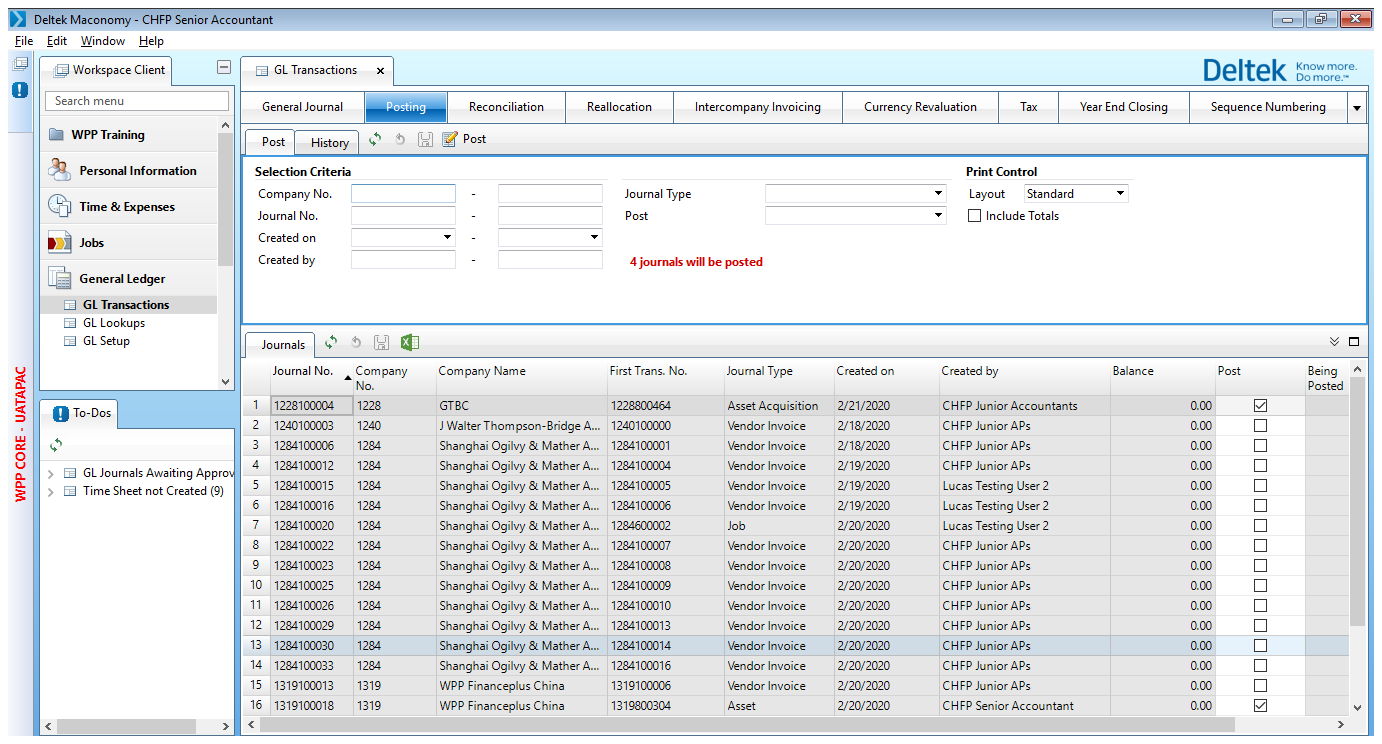 Deltek Maconomy - CHFP Senior Accountant
File Edit Window Help
Workspace Client
Search menu
WPP Training
Personal Information
Time & Expenses
Jobs
General Ledger
GL Transactions
GL Lookups
GL Setup
To-Dos
GL Journals Awaiting Approv
Time Sheet not Created (9)
WPP CORE - UATAPAC
GL Transactions x
Deltek Know more. Do more.™
General Journal Posting Reconciliation Reallocation Intercompany Invoicing Currency Revaluation Tax Year End Closing Sequence Numbering
Post History Post
Selection Criteria Print Control
Company No. - Journal Type Layout Standard
Journal No. - Post Include Totals
Created on -
Created by - 4 journals will be posted
Journals
Journal No. Company No. Company Name First Trans. No. Journal Type Created on Created by Balance Post Being Posted
1 1228100004 1228 GTBC 1228800464 Asset Acquisition 2/21/2020 CHFP Junior Accountants 0.00
2 1240100003 1240 J Walter Thompson-Bridge A... 1240100000 Vendor Invoice 2/18/2020 CHFP Junior APs 0.00
3 1284100006 1284 Shanghai Ogilvy & Mather A... 1284100001 Vendor Invoice 2/18/2020 CHFP Junior APs 0.00
4 1284100012 1284 Shanghai Ogilvy & Mather A... 1284100004 Vendor Invoice 2/19/2020 CHFP Junior APs 0.00
5 1284100015 1284 Shanghai Ogilvy & Mather A... 1284100005 Vendor Invoice 2/19/2020 Lucas Testing User 2 0.00
6 1284100016 1284 Shanghai Ogilvy & Mather A... 1284100006 Vendor Invoice 2/19/2020 Lucas Testing User 2 0.00
7 1284100020 1284 Shanghai Ogilvy & Mather A... 1284600002 Job 2/20/2020 Lucas Testing User 2 0.00
8 1284100022 1284 Shanghai Ogilvy & Mather A... 1284100007 Vendor Invoice 2/20/2020 CHFP Junior APs 0.00
9 1284100023 1284 Shanghai Ogilvy & Mather A... 1284100008 Vendor Invoice 2/20/2020 CHFP Junior APs 0.00
10 1284100025 1284 Shanghai Ogilvy & Mather A... 1284100009 Vendor Invoice 2/20/2020 CHFP Junior APs 0.00
11 1284100026 1284 Shanghai Ogilvy & Mather A... 1284100010 Vendor Invoice 2/20/2020 CHFP Junior APs 0.00
12 1284100029 1284 Shanghai Ogilvy & Mather A... 1284100013 Vendor Invoice 2/20/2020 CHFP Junior APs 0.00
13 1284100030 1284 Shanghai Ogilvy & Mather A... 1284100014 Vendor Invoice 2/20/2020 CHFP Junior APs 0.00
14 1284100033 1284 Shanghai Ogilvy & Mather A... 1284100016 Vendor Invoice 2/20/2020 CHFP Junior APs 0.00
15 1319100013 1319 WPP Financeplus China 1319100006 Vendor Invoice 2/20/2020 CHFP Junior APs 0.00
16 1319100018 1319 WPP Financeplus China 1319800304 Asset 2/20/2020 CHFP Senior Accountant 0.00